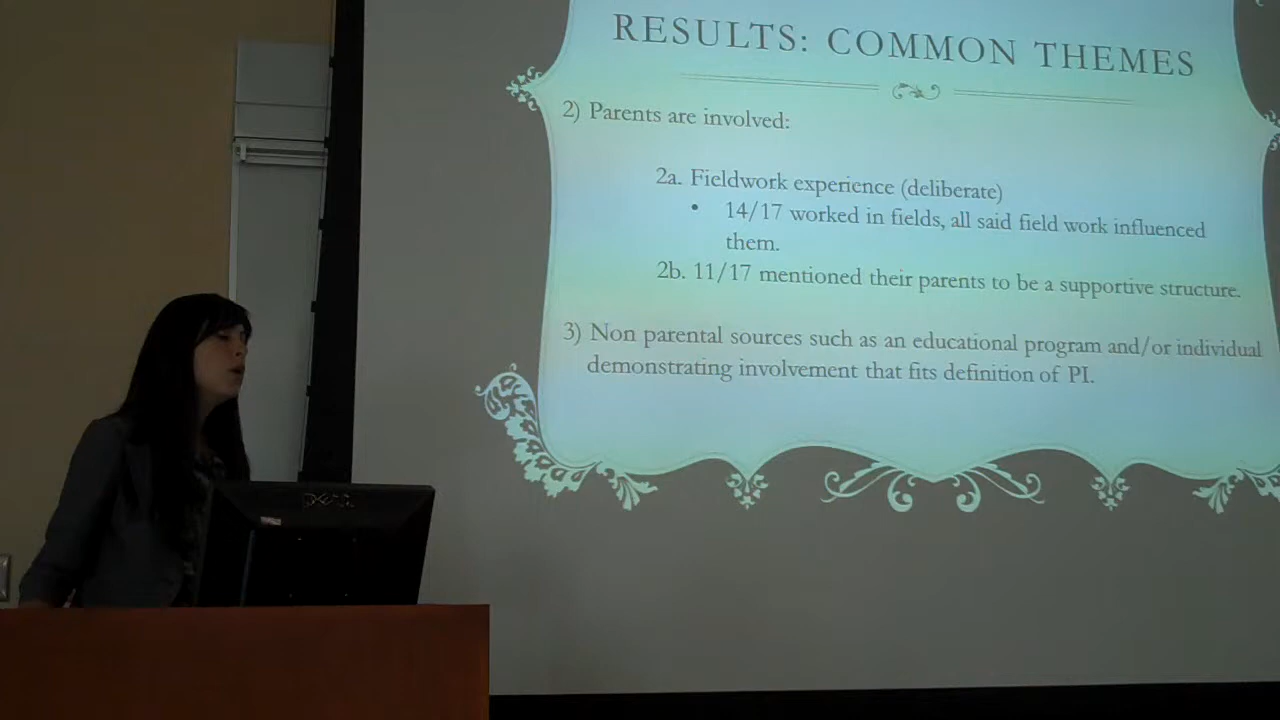 RESULTS: COMMON THEMES
2) Parents are involved:
2a. Fieldwork experience (deliberate)
• 14/17 worked in fields, all said field work influenced
them.
2b. 11/17 mentioned their parents to be a supportive structure.
3) Non parental sources such as an educational program and/or individual
demonstrating involvement that fits definition of PI.
DELL